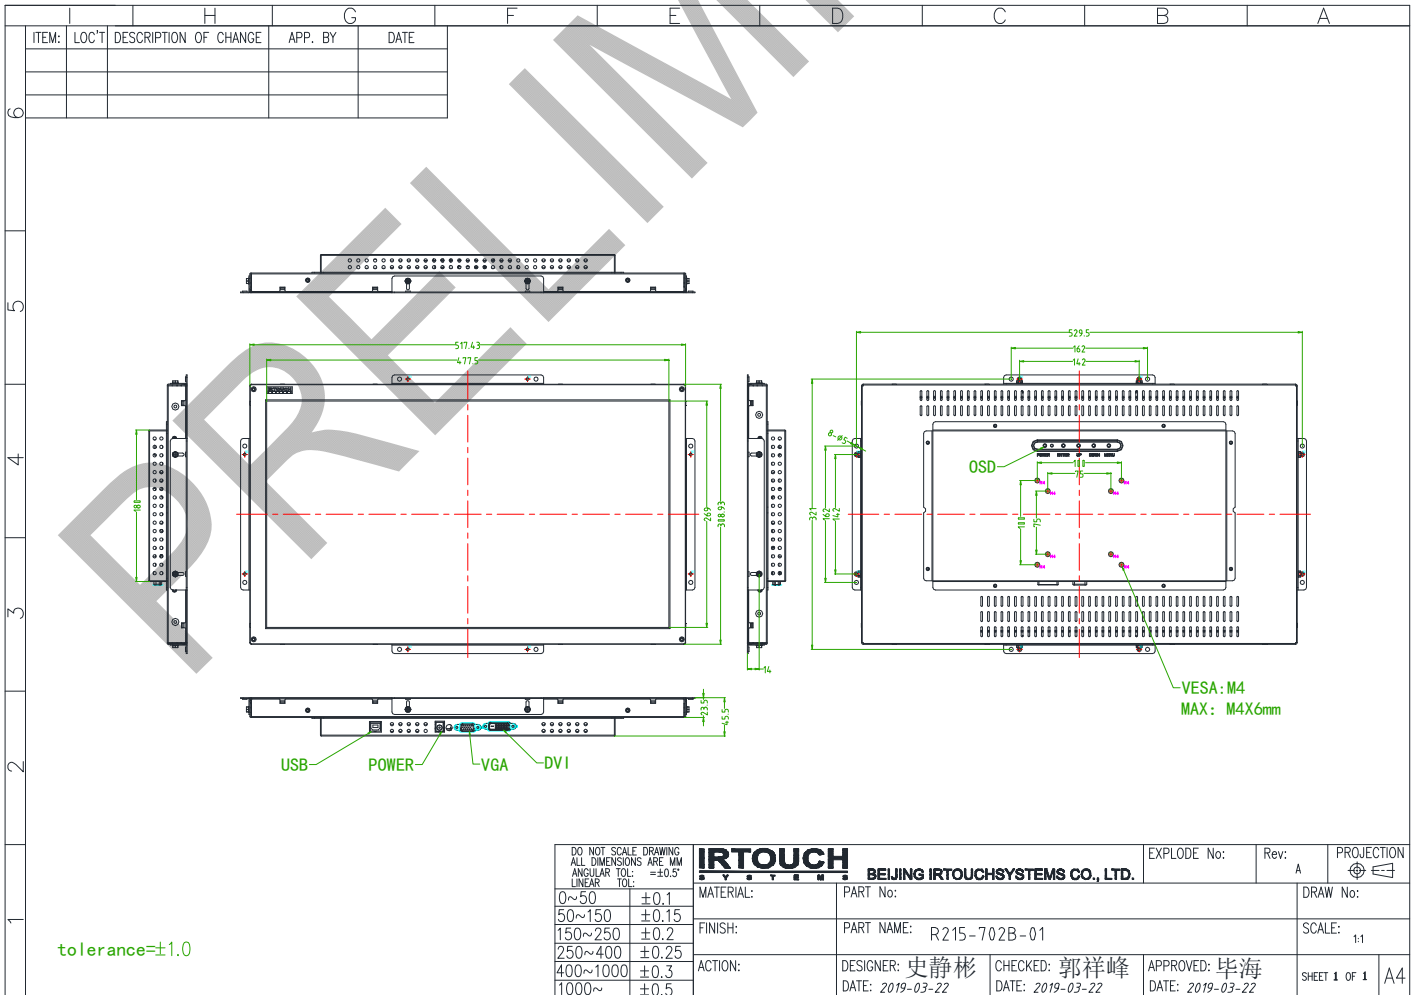 I H G F E D C B A
ITEM: LOC'T DESCRIPTION OF CHANGE APP. BY DATE
6
5
4
3
2
1
PRELIM
517.43
477.5
269
318.93
180
14
23.5
45.5
USB
POWER
VGA
DVI
529.5
162
142
8-ø5
321
162
142
OSD
100
75
100
75
VESA:M4
MAX: M4X6mm
tolerance=±1.0
DO NOT SCALE DRAWING
ALL DIMENSIONS ARE MM
ANGULAR TOL: =±0.5°
LINEAR TOL:
0~50 ±0.1
50~150 ±0.15
150~250 ±0.2
250~400 ±0.25
400~1000 ±0.3
1000~ ±0.5
IRTOUCH
SYSTEMS
BEIJING IRTOUCHSYSTEMS CO., LTD.
EXPLODE No:
Rev: A
PROJECTION
MATERIAL:
PART No:
DRAW No:
FINISH:
PART NAME: R215-702B-01
SCALE: 1:1
ACTION:
DESIGNER: 史静彬
DATE: 2019-03-22
CHECKED: 郭祥峰
DATE: 2019-03-22
APPROVED: 毕海
DATE: 2019-03-22
SHEET 1 OF 1
A4